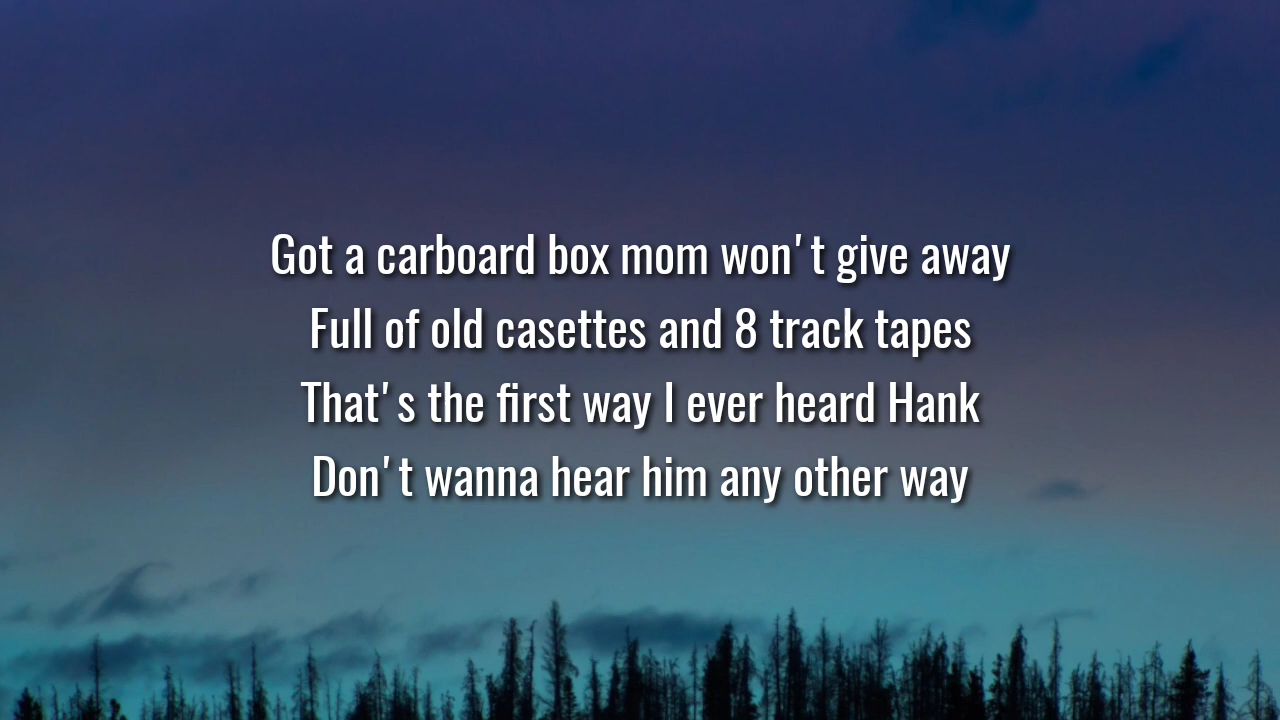 Got a carboard box mom won't give away
Full of old casettes and 8 track tapes
That's the first way I ever heard Hank
Don't wanna hear him any other way